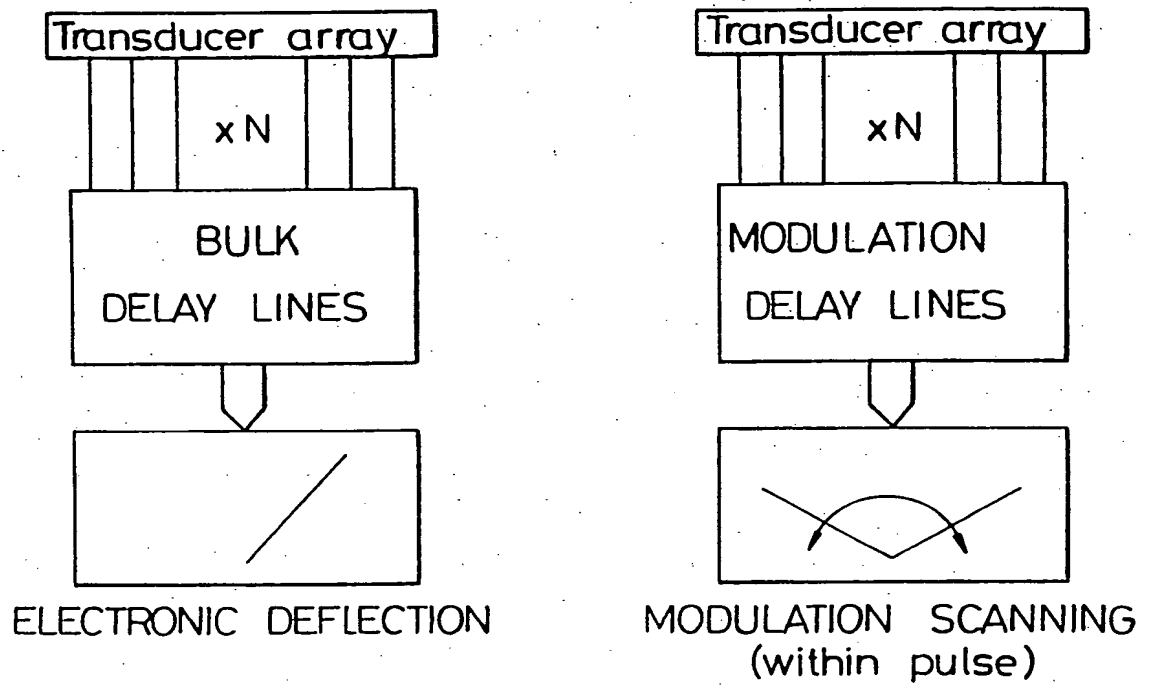 Transducer array
xN
BULK
DELAY LINES
ELECTRONIC DEFLECTION
Transducer array
xN
MODULATION
DELAY LINES
MODULATION SCANNING
(within pulse)